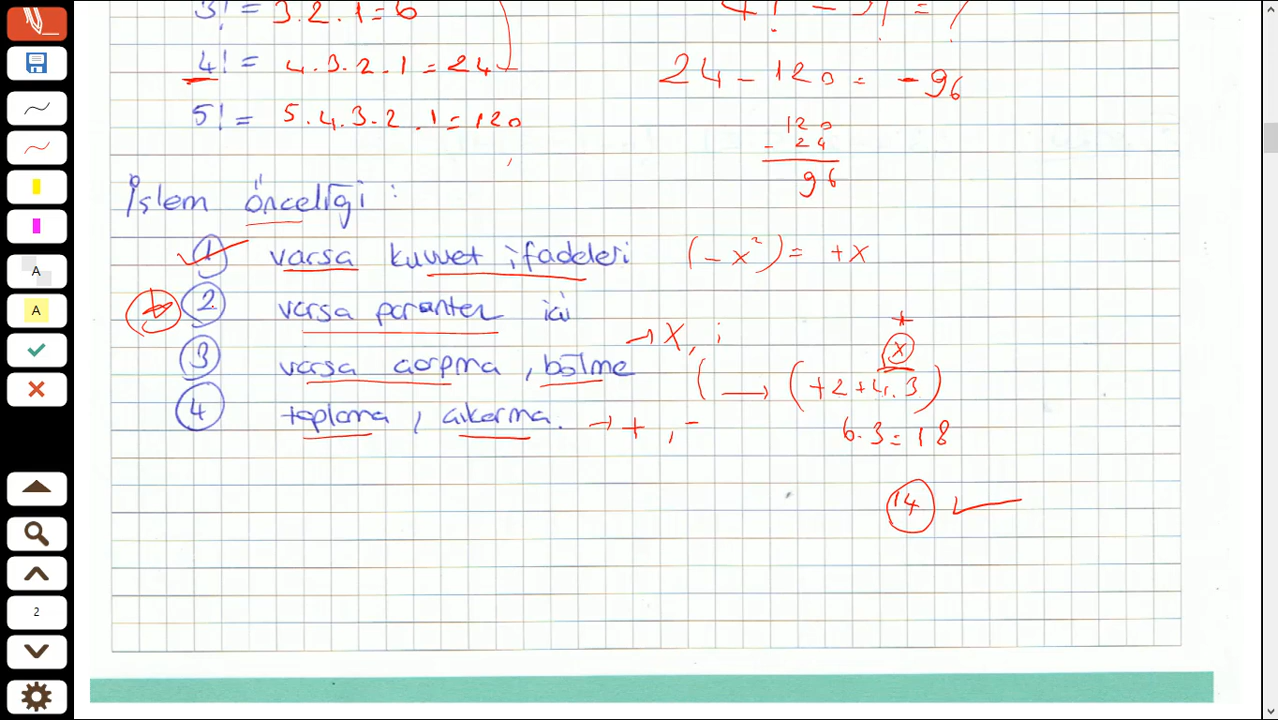 3! = 3.2.1 = 6
4! = 4.3.2.1 = 24
24 - 120 = -96
5! = 5.4.3.2.1 = 120
120
- 24
96
İşlem önceliği :
1 varsa kuvvet ifadeleri (-x²) = +x
2 varsa parantez içi
3 varsa çarpma , bölme → X, :
( → (+2+4.3)
x
+
4 toplama , çıkarma. → + , -
6.3 = 18
14
A
A
2